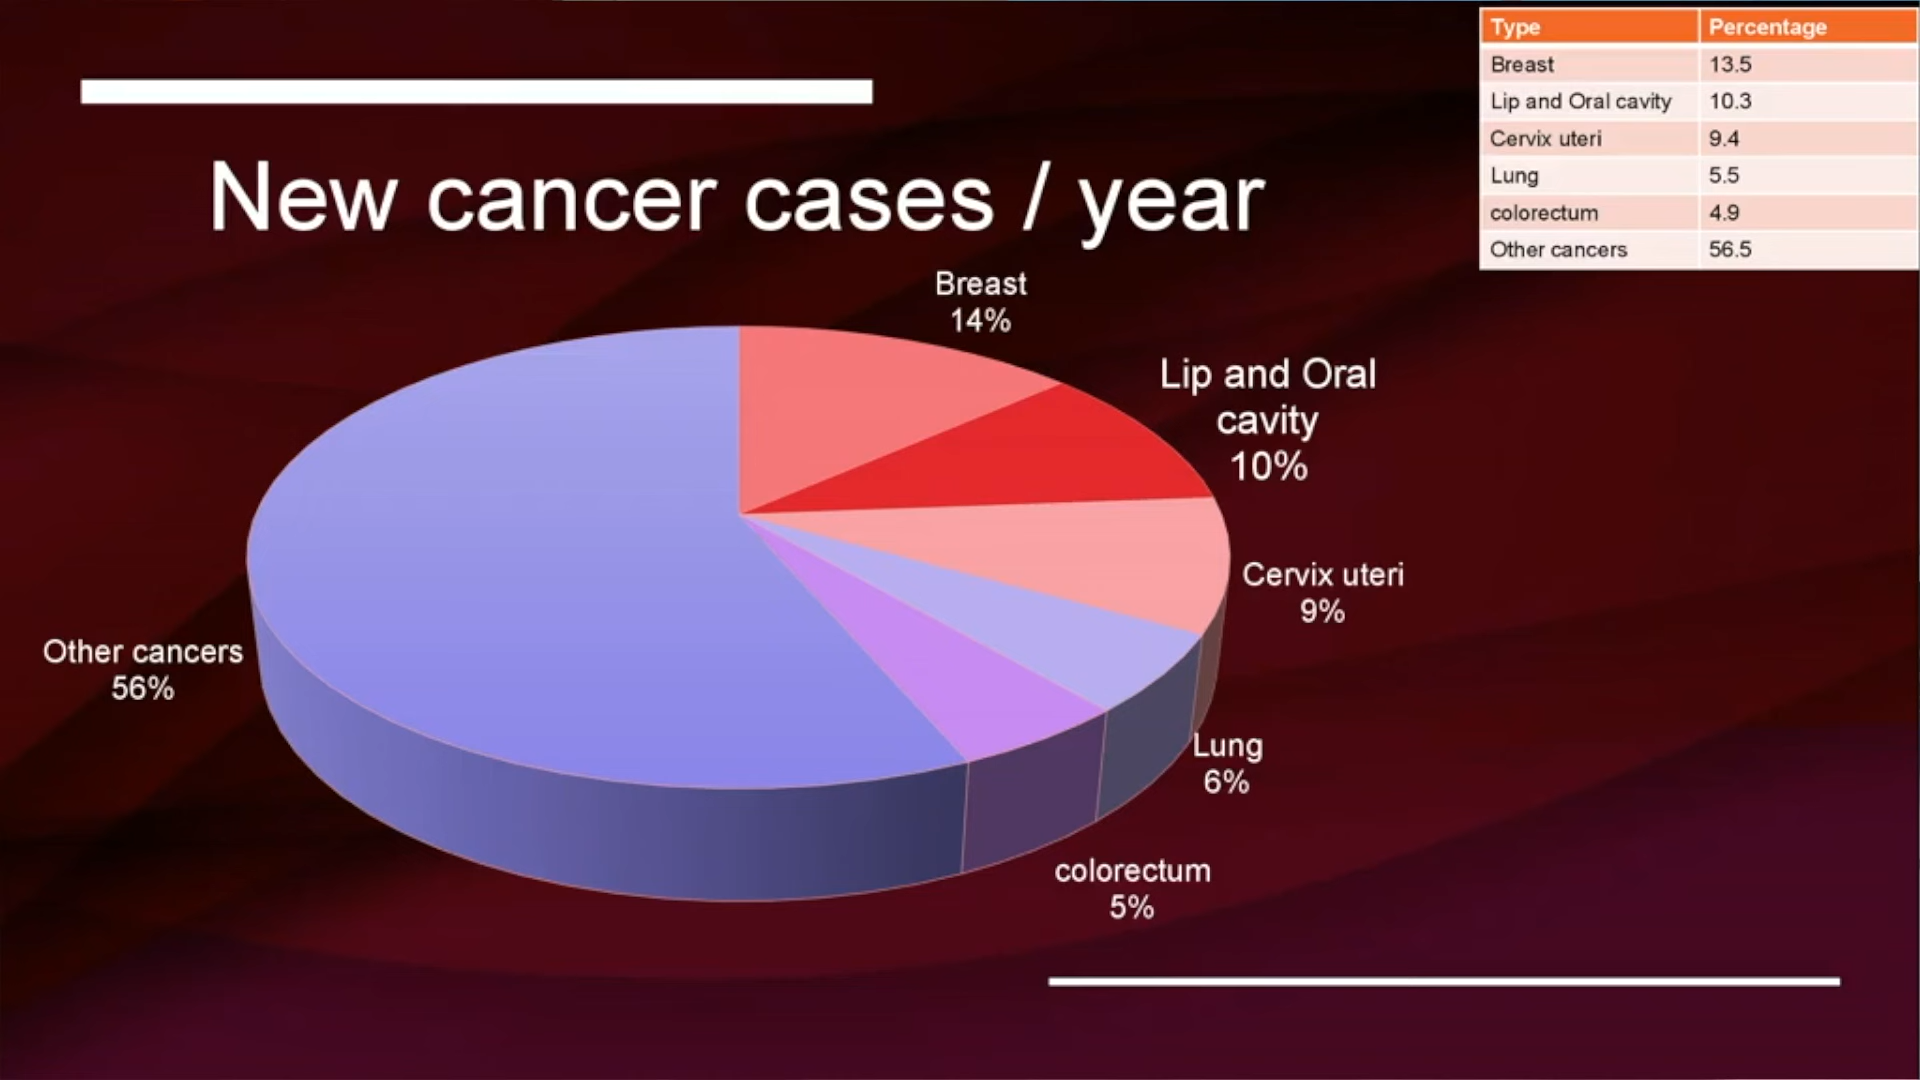 Type Percentage
Breast 13.5
Lip and Oral cavity 10.3
Cervix uteri 9.4
Lung 5.5
colorectum 4.9
Other cancers 56.5
New cancer cases / year
Breast
14%
Lip and Oral
cavity
10%
Cervix uteri
9%
Other cancers
56%
Lung
6%
colorectum
5%